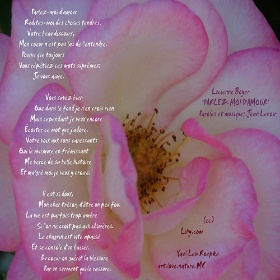 Parlez-moi d'amour
Redites-moi des choses tendres
Votre beau discours,
Mon coeur n'est pas las de l'entendre
Pourvu que toujours
Vous répétiez ces mots suprêmes:
Je vous aime.
Vous savez bien
Que dans le fond je n'en crois rien
Mais cependant je veux encore
Écouter ce mot que j'adore.
Votre voix aux sons caressants
Qui le murmure en frémissant
Me berce de sa belle histoire
Et malgré moi je veux y croire.
Il est si doux,
Mon cher trésor, d'être un peu fou.
La vie est parfois trop amère
Si l'on ne croit pas aux chimères.
Le chagrin est vite apaisé
Et se console d'un baiser.
Du coeur on guérit la blessure
Par un serment qui le rassure.
Lucienne Boyer
"PARLEZ-MOI D'AMOUR"
Paroles et musique: Jean Lenoir
(cc)
Yuri Leo
art.love.nature.MC